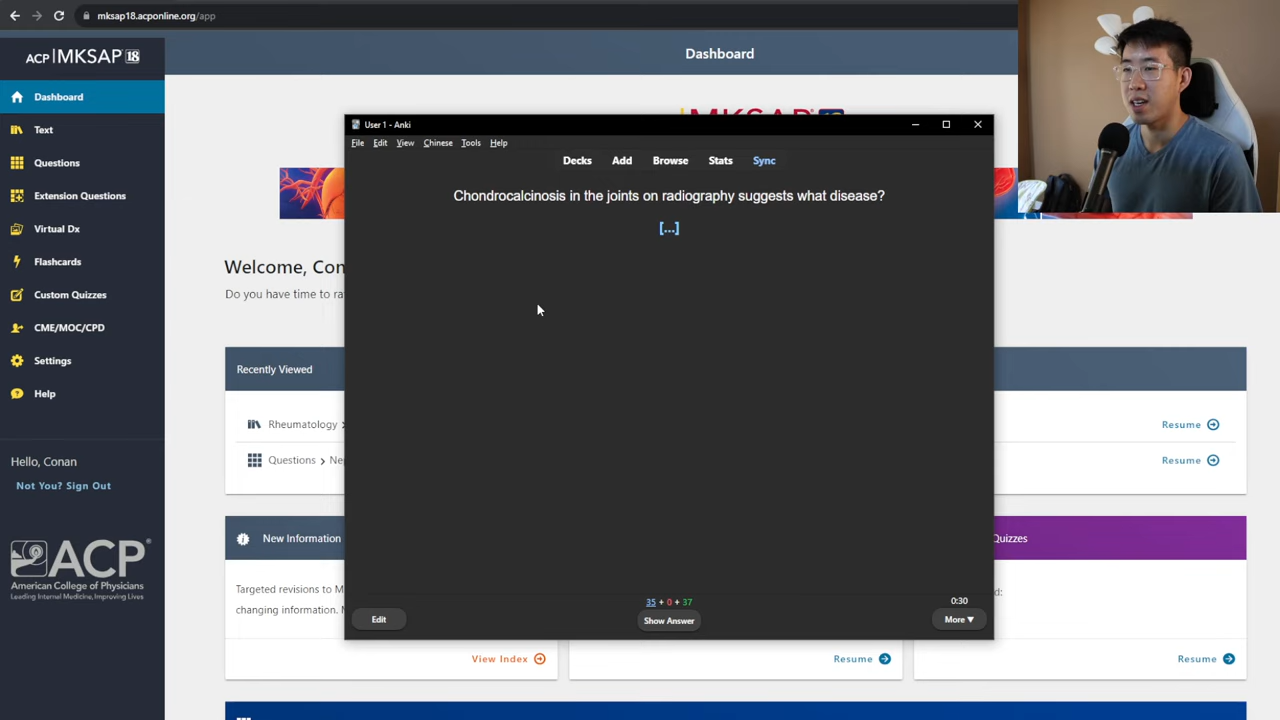 mksap18.acponline.org/app
ACP MKSAP 18
Dashboard
Dashboard
Text
Questions
Extension Questions
Virtual Dx
Flashcards
Custom Quizzes
CME/MOC/CPD
Settings
Help
Hello, Conan
Not You? Sign Out
ACP®
American College of Physicians
Leading Internal Medicine, Improving Lives
Welcome, Con
Do you have time to ra
Recently Viewed
Rheumatology >
Questions > Ne
Resume
Resume
New Information
Targeted revisions to M
changing information.
View Index
Resume
Quizzes
Resume
User 1 - Anki
File Edit View Chinese Tools Help
Decks Add Browse Stats Sync
Chondrocalcinosis in the joints on radiography suggests what disease?
[...]
35 + 0 + 37
0:30
Edit
Show Answer
More ▼